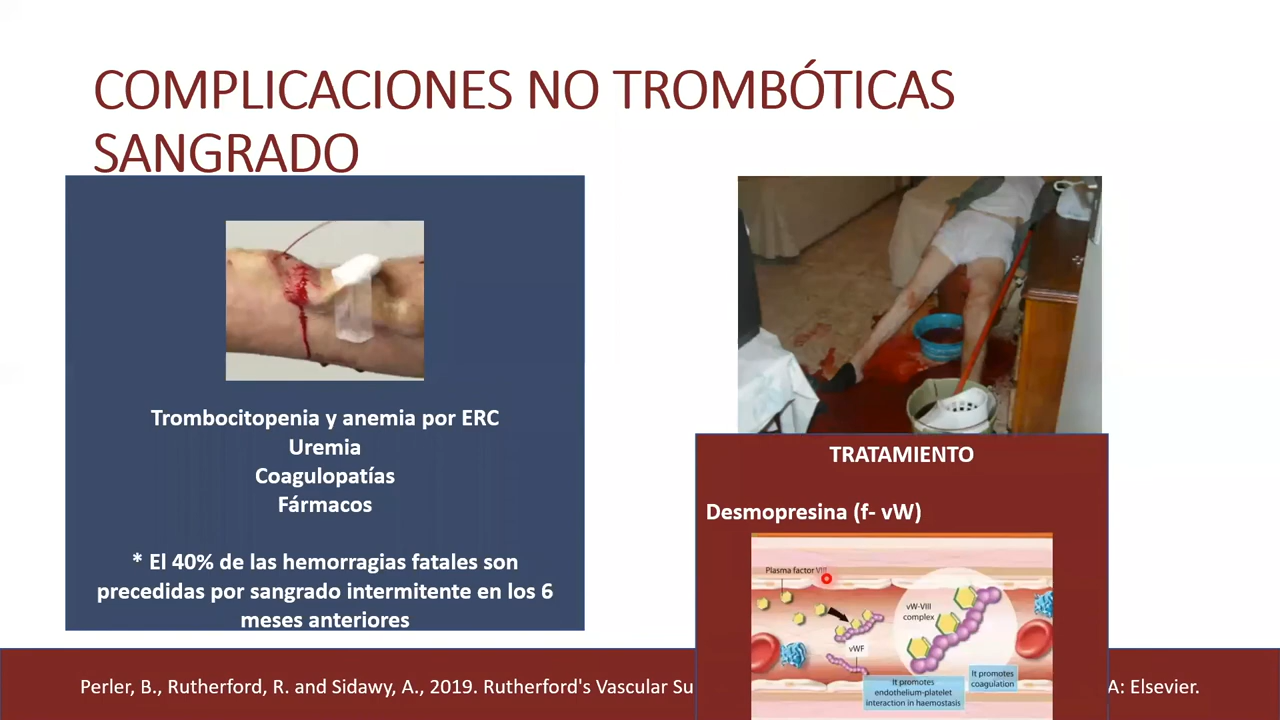 COMPLICACIONES NO TROMBÓTICAS
SANGRADO
Trombocitopenia y anemia por ERC
Uremia
Coagulopatías
Fármacos
* El 40% de las hemorragias fatales son
precedidas por sangrado intermitente en los 6
meses anteriores
TRATAMIENTO
Desmopresina (f- vW)
Plasma factor VIII
vW-VIII
complex
vWF
It promotes
endothelium-platelet
interaction in haemostasis
It promotes
coagulation
Perler, B., Rutherford, R. and Sidawy, A., 2019. Rutherford's Vascular Su
A: Elsevier.